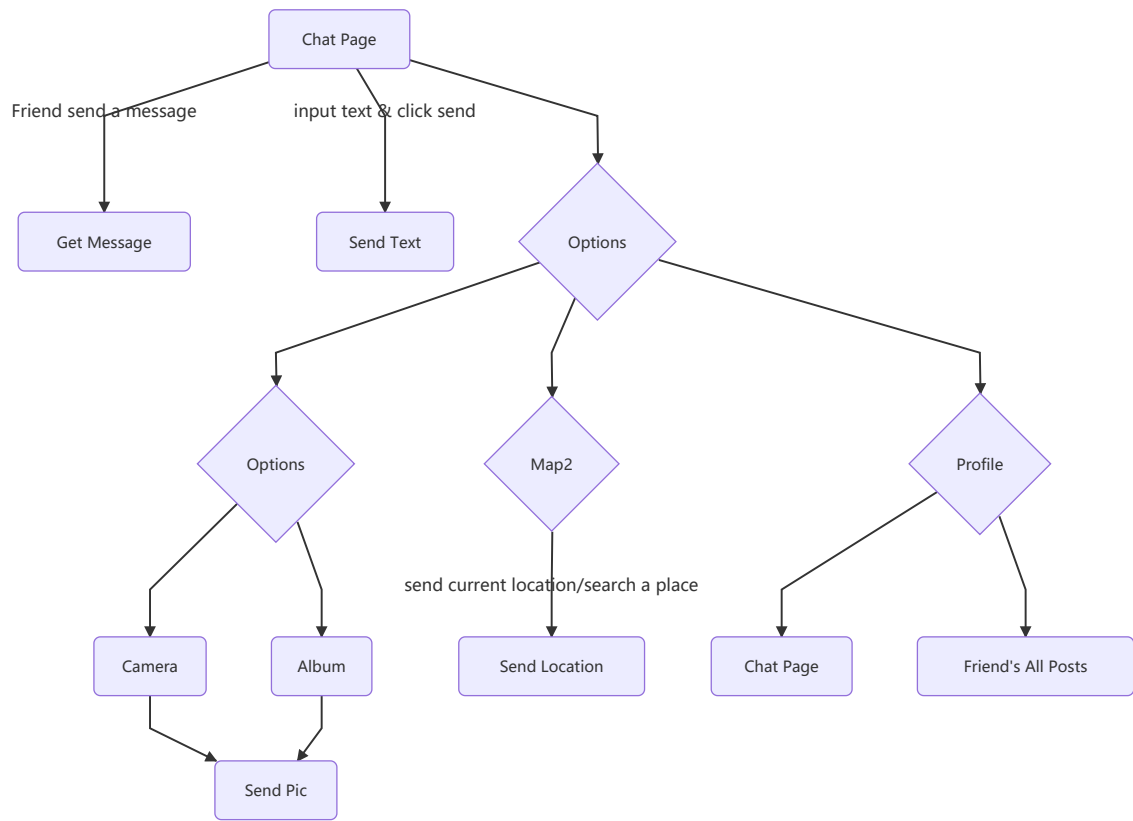 Chat Page
Friend send a message
input text & click send
Get Message
Send Text
Options
Options
Map2
Profile
send current location/search a place
Camera
Album
Send Location
Chat Page
Friend's All Posts
Send Pic